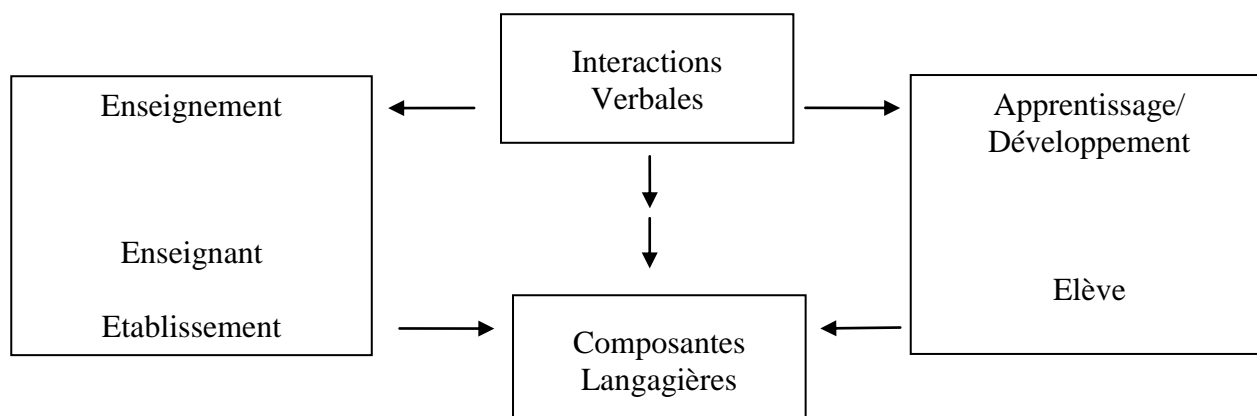 Interactions
Verbales
Enseignement
Enseignant
Etablissement
Apprentissage/
Développement
Elève
Composantes
Langagières